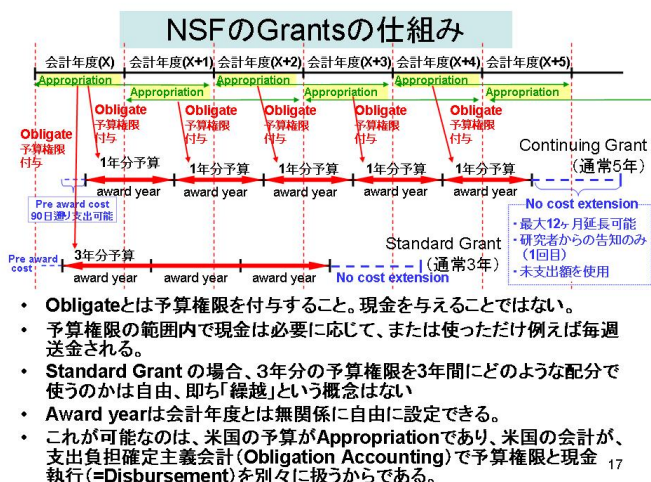 NSFのGrantsの仕組み
会計年度(X) 会計年度(X+1) 会計年度(X+2) 会計年度(X+3) 会計年度(X+4) 会計年度(X+5)
Appropriation Appropriation Appropriation
Appropriation Appropriation Appropriation
Obligate 予算権限 付与
Obligate 予算権限 付与
Obligate 予算権限 付与
Obligate 予算権限 付与
Obligate 予算権限 付与
Obligate 予算権限 付与
Continuing Grant
(通常5年)
1年分予算 1年分予算 1年分予算 1年分予算 1年分予算
award year award year award year award year award year
Pre award cost
90日遡り支出可能
No cost extension
・最大12ヶ月延長可能
・研究者からの告知のみ
(1回目)
・未支出額を使用
Pre award
cost
3年分予算
award year award year award year
Standard Grant
(通常3年)
No cost extension
• Obligateとは予算権限を付与すること。現金を与えることではない。
• 予算権限の範囲内で現金は必要に応じて、または使っただけ例えば毎週
送金される。
• Standard Grant の場合、3年分の予算権限を3年間にどのような配分で
使うのかは自由、即ち「繰越」という概念はない
• Award yearは会計年度とは無関係に自由に設定できる。
• これが可能なのは、米国の予算がAppropriationであり、米国の会計が、
支出負担確定主義会計(Obligation Accounting)で予算権限と現金
執行(=Disbursement)を別々に扱うからである。
17